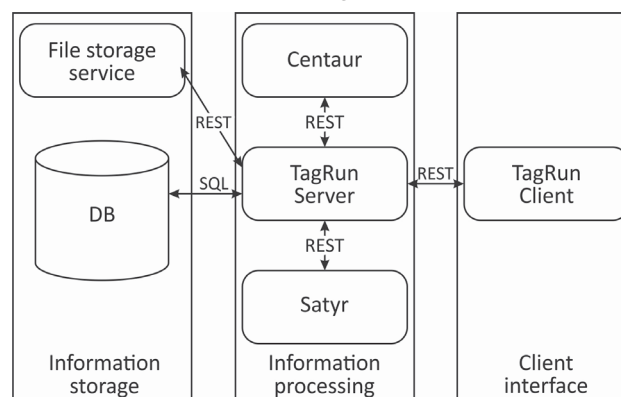 File storage
service
Centaur
REST
REST
TagRun
Server
REST
TagRun
Client
SQL
DB
REST
Satyr
Information
storage
Information
processing
Client
interface